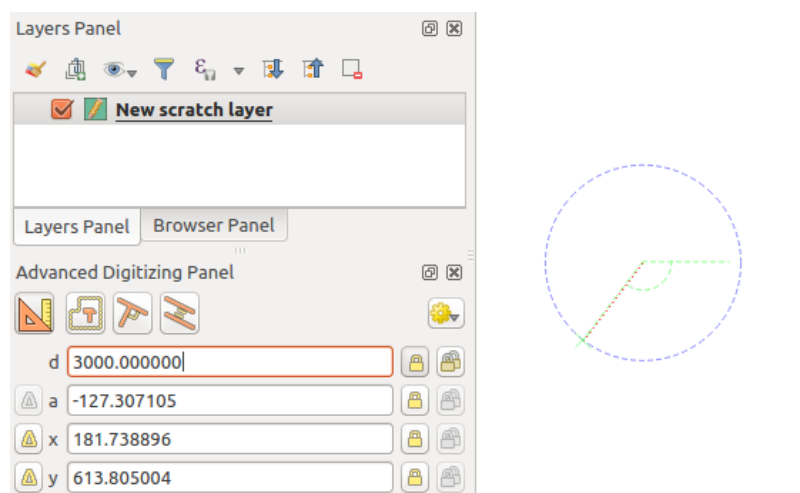 Layers Panel
New scratch layer
Layers Panel Browser Panel
Advanced Digitizing Panel
d 3000.000000
a -127.307105
x 181.738896
y 613.805004